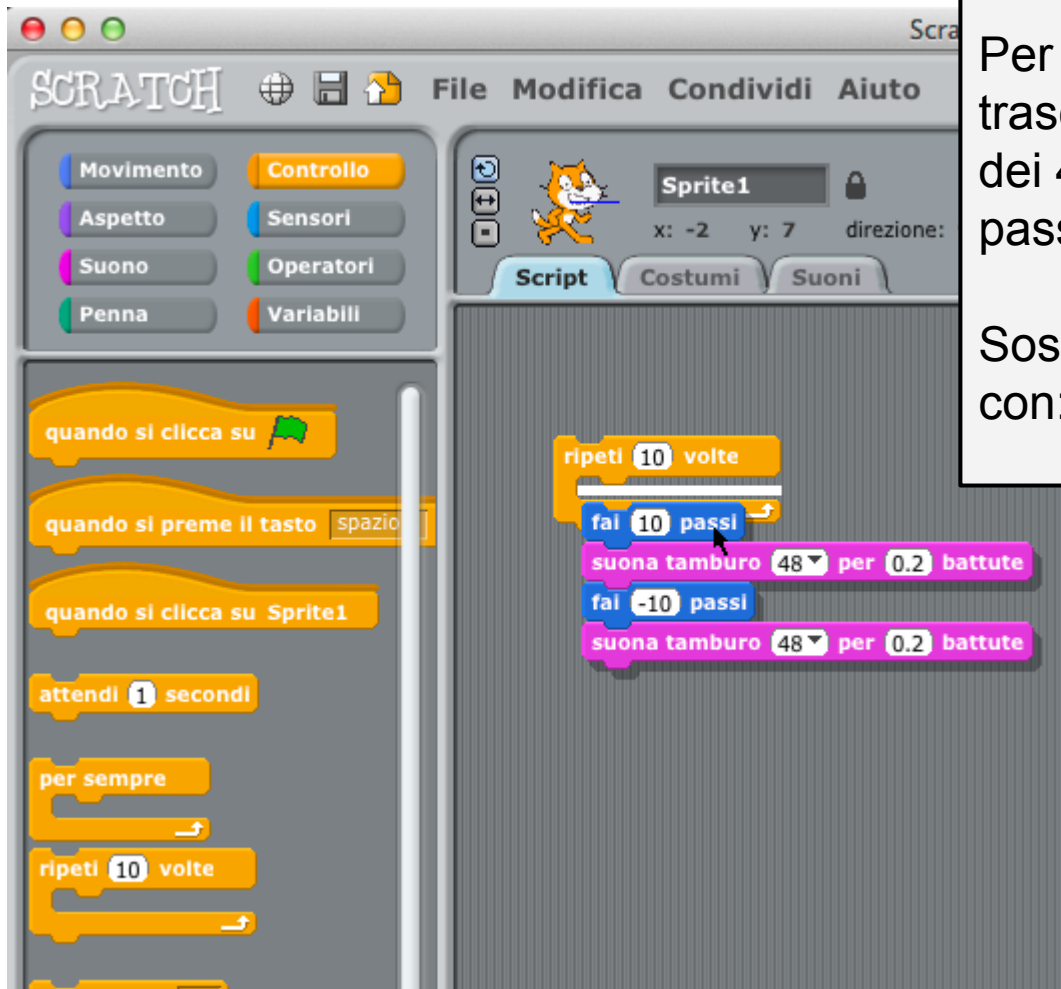 Scra
SCRATCH File Modifica Condividi Aiuto
Movimento Controllo
Aspetto Sensori
Suono Operatori
Penna Variabili
Sprite1
x: -2 y: 7 direzione:
Script Costumi Suoni
quando si clicca su
quando si preme il tasto spazio
quando si clicca su Sprite1
attendi 1 secondi
per sempre
ripeti 10 volte
ripeti 10 volte
fai 10 passi
suona tamburo 48 per 0.2 battute
fai -10 passi
suona tamburo 48 per 0.2 battute
Per
tras
dei 4
pass
Sos
con